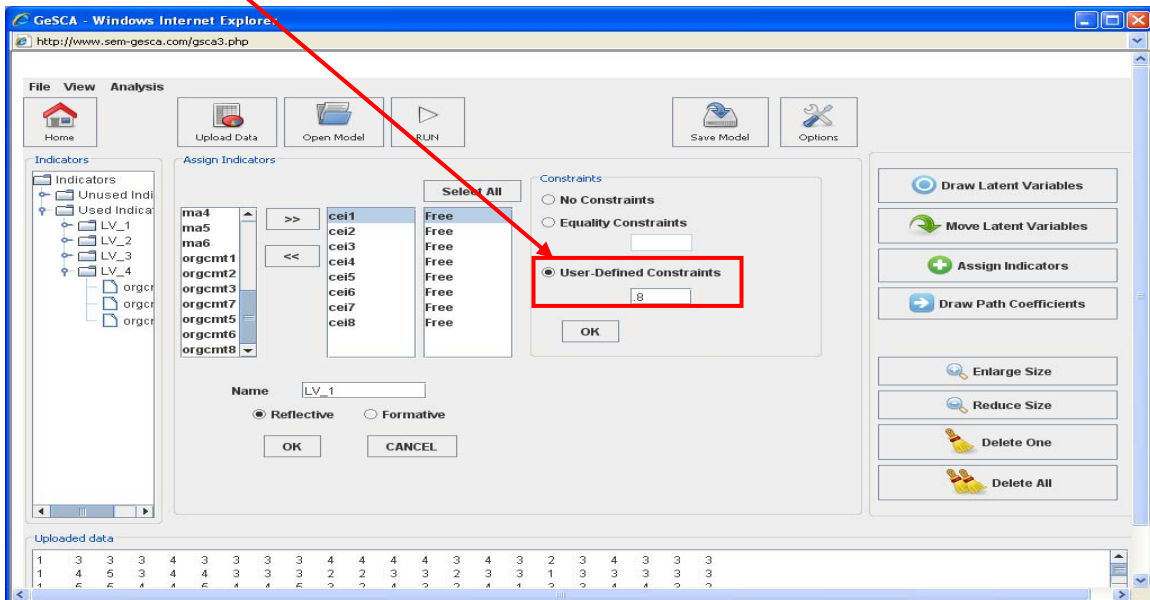 GeSCA - Windows Internet Explorer
http://www.sem-gesca.com/gsca3.php
File View Analysis
Home
Upload Data
Open Model
RUN
Save Model
Options
Indicators
Indicators
Unused Indi
Used Indica
LV_1
LV_2
LV_3
LV_4
orgcr
orgcr
orgcr
Assign Indicators
Select All
ma4
ma5
ma6
orgcmt1
orgcmt2
orgcmt3
orgcmt7
orgcmt5
orgcmt6
orgcmt8
>>
<<
cei1 Free
cei2 Free
cei3 Free
cei4 Free
cei5 Free
cei6 Free
cei7 Free
cei8 Free
Constraints
No Constraints
Equality Constraints
User-Defined Constraints
.8
OK
Name LV_1
Reflective Formative
OK CANCEL
Draw Latent Variables
Move Latent Variables
Assign Indicators
Draw Path Coefficients
Enlarge Size
Reduce Size
Delete One
Delete All
Uploaded data
1 3 3 3 4 3 3 3 3 4 4 4 4 3 4 3 2 3 4 3 3 3
1 4 5 3 4 4 3 3 3 2 2 3 3 2 3 3 1 3 3 3 3 3